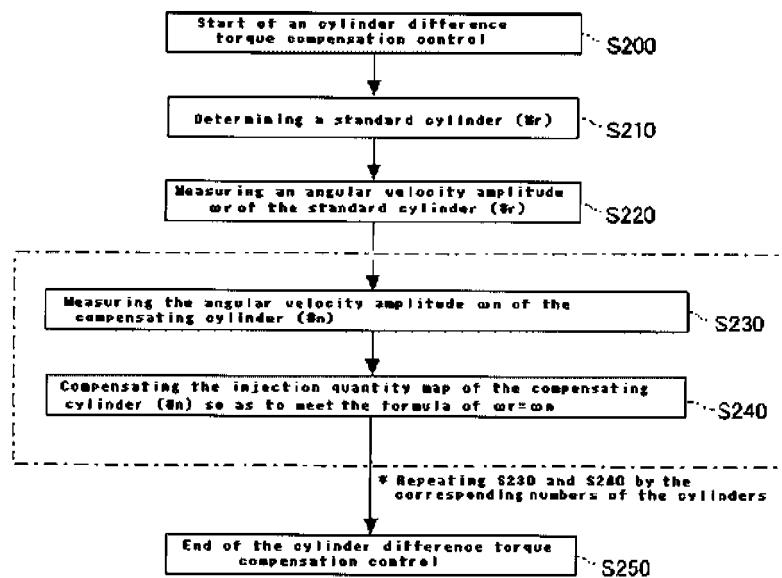 Start of an cylinder difference
torque compensation control
S200
Determining a standard cylinder (#r)
S210
Measuring an angular velocity amplitude
ωr of the standard cylinder (#r)
S220
Measuring the angular velocity amplitude ωn of the
compensating cylinder (#n)
S230
Compensating the injection quantity map of the compensating
cylinder (#n) so as to meet the formula of ωr=ωn
S240
* Repeating S230 and S240 by the
corresponding numbers of the cylinders
End of the cylinder difference torque
compensation control
S250